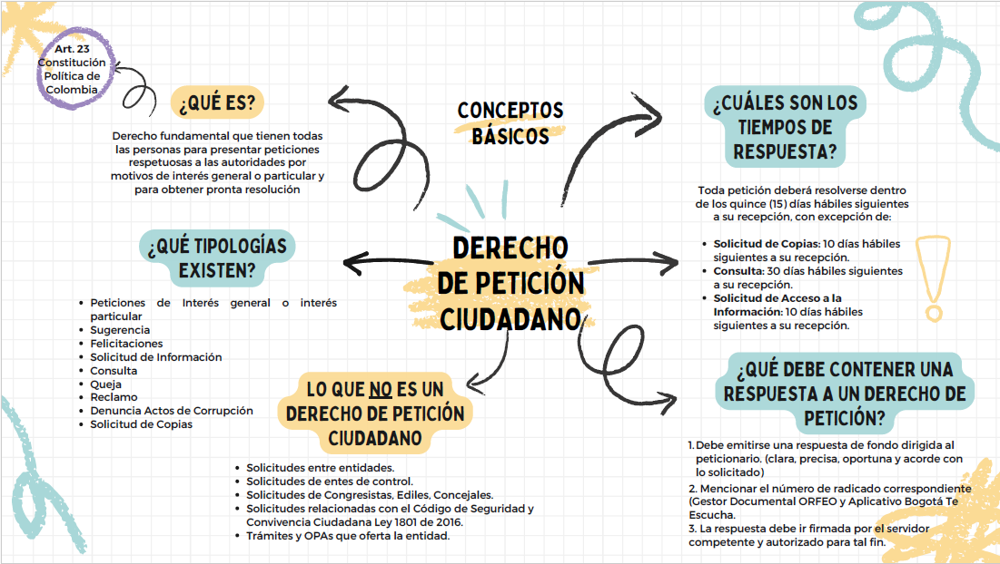 Art. 23
Constitución
Política de
Colombia
¿QUÉ ES?
Derecho fundamental que tienen todas
las personas para presentar peticiones
respetuosas a las autoridades por
motivos de interés general o particular y
para obtener pronta resolución
CONCEPTOS
BÁSICOS
¿CUÁLES SON LOS
TIEMPOS DE
RESPUESTA?
Toda petición deberá resolverse dentro
de los quince (15) días hábiles siguientes
a su recepción, con excepción de:
• Solicitud de Copias: 10 días hábiles
siguientes a su recepción.
• Consulta: 30 días hábiles siguientes
a su recepción.
• Solicitud de Acceso a la
Información: 10 días hábiles
siguientes a su recepción.
¿QUÉ TIPOLOGÍAS
EXISTEN?
• Peticiones de Interés general o interés
particular
• Sugerencia
• Felicitaciones
• Solicitud de Información
• Consulta
• Queja
• Reclamo
• Denuncia Actos de Corrupción
• Solicitud de Copias
DERECHO
DE PETICIÓN
CIUDADANO
LO QUE NO ES UN
DERECHO DE PETICIÓN
CIUDADANO
• Solicitudes entre entidades.
• Solicitudes de entes de control.
• Solicitudes de Congresistas, Ediles, Concejales.
• Solicitudes relacionadas con el Código de Seguridad y
Convivencia Ciudadana Ley 1801 de 2016.
• Trámites y OPAs que oferta la entidad.
¿QUÉ DEBE CONTENER UNA
RESPUESTA A UN DERECHO DE
PETICIÓN?
1. Debe emitirse una respuesta de fondo dirigida al
peticionario. (clara, precisa, oportuna y acorde con
lo solicitado)
2. Mencionar el número de radicado correspondiente
(Gestor Documental ORFEO y Aplicativo Bogotá Te
Escucha.
3. La respuesta debe ir firmada por el servidor
competente y autorizado para tal fin.